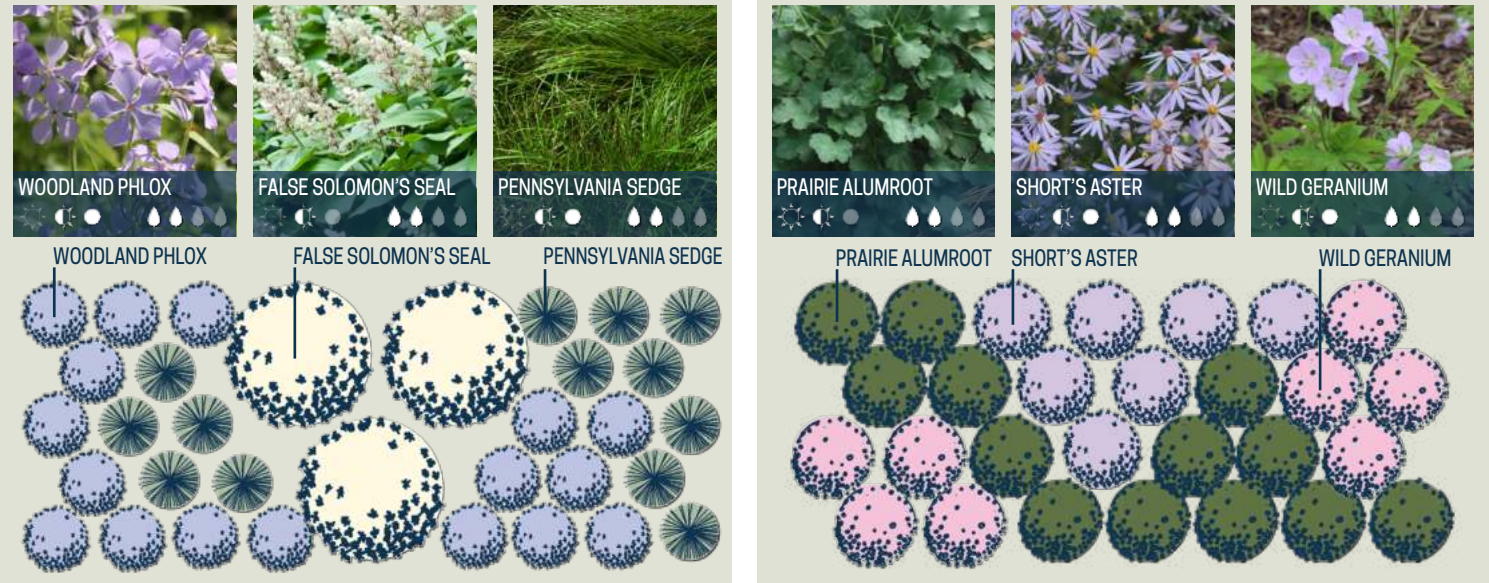 WOODLAND PHLOX
FALSE SOLOMON'S SEAL
PENNSYLVANIA SEDGE
WOODLAND PHLOX
FALSE SOLOMON'S SEAL
PENNSYLVANIA SEDGE
PRAIRIE ALUMROOT
SHORT'S ASTER
WILD GERANIUM
PRAIRIE ALUMROOT
SHORT'S ASTER
WILD GERANIUM